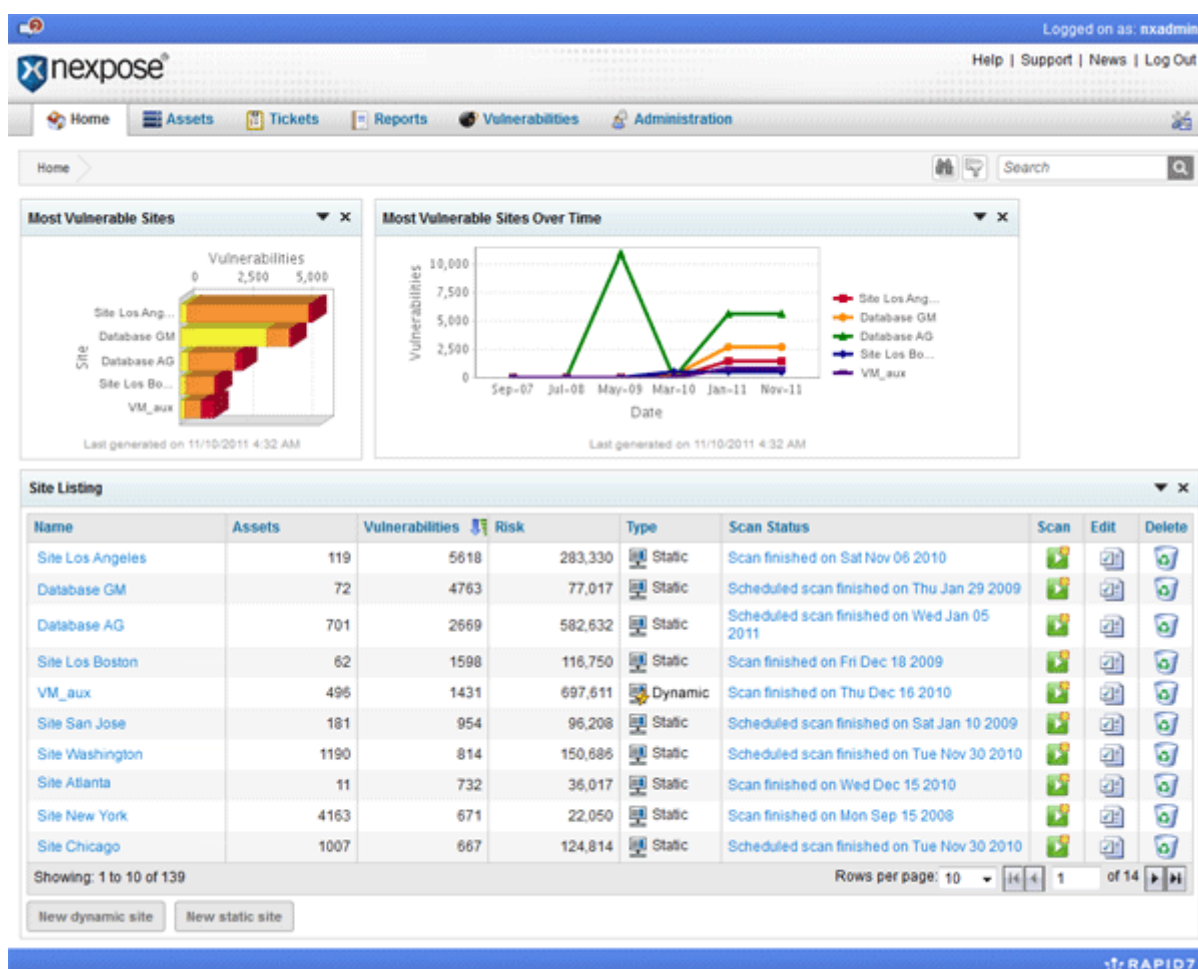 Logged on as: nxadmin
nexpose®
Help | Support | News | Log Out
Home Assets Tickets Reports Vulnerabilities Administration
Home
Search
Most Vulnerable Sites
Vulnerabilities
0 2,500 5,000
Site
Site Los Ang...
Database GM
Database AG
Site Los Bo...
VM_aux
Last generated on 11/10/2011 4:32 AM
Most Vulnerable Sites Over Time
Vulnerabilities
10,000
7,500
5,000
2,500
0
Sep-07 Jul-08 May-09 Mar-10 Jan-11 Nov-11
Date
Site Los Ang...
Database GM
Database AG
Site Los Bo...
VM_aux
Last generated on 11/10/2011 4:32 AM
Site Listing
Name Assets Vulnerabilities Risk Type Scan Status Scan Edit Delete
Site Los Angeles 119 5618 283,330 Static Scan finished on Sat Nov 06 2010
Database GM 72 4763 77,017 Static Scheduled scan finished on Thu Jan 29 2009
Database AG 701 2669 582,632 Static Scheduled scan finished on Wed Jan 05
2011
Site Los Boston 62 1598 116,750 Static Scan finished on Fri Dec 18 2009
VM_aux 496 1431 697,611 Dynamic Scan finished on Thu Dec 16 2010
Site San Jose 181 954 96,208 Static Scheduled scan finished on Sat Jan 10 2009
Site Washington 1190 814 150,686 Static Scheduled scan finished on Tue Nov 30 2010
Site Atlanta 11 732 36,017 Static Scan finished on Wed Dec 15 2010
Site New York 4163 671 22,050 Static Scan finished on Mon Sep 15 2008
Site Chicago 1007 667 124,814 Static Scheduled scan finished on Tue Nov 30 2010
Showing: 1 to 10 of 139
Rows per page: 10 1 of 14
New dynamic site New static site
RAPID7